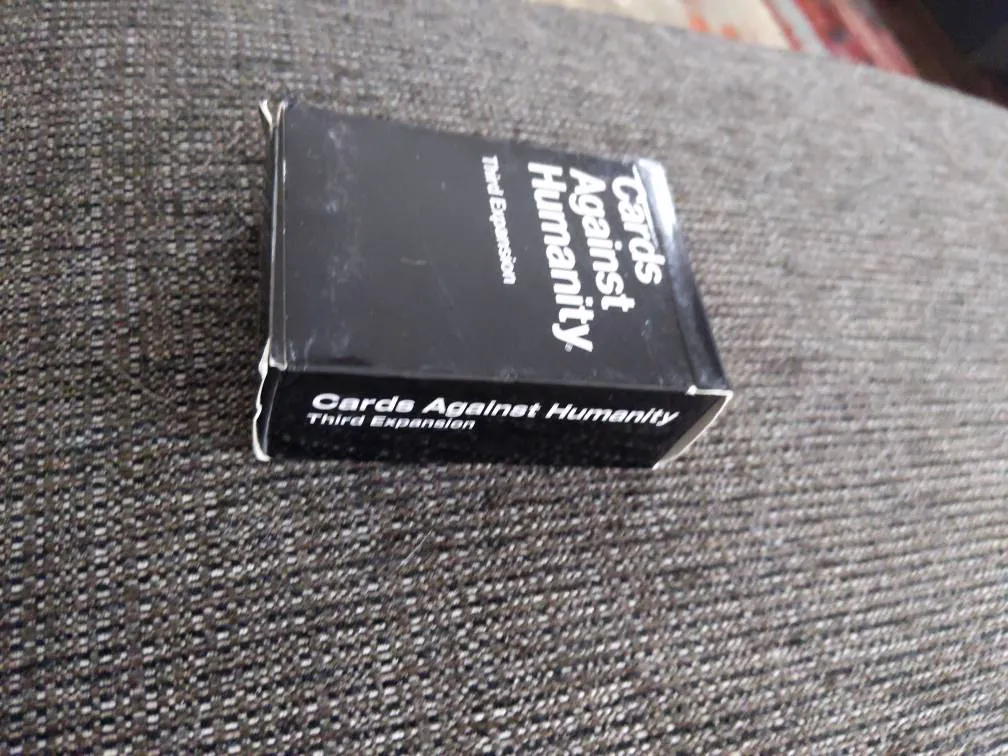 Cards
Against
Humanity
Third Expansion
Cards Against Humanity
Third Expansion